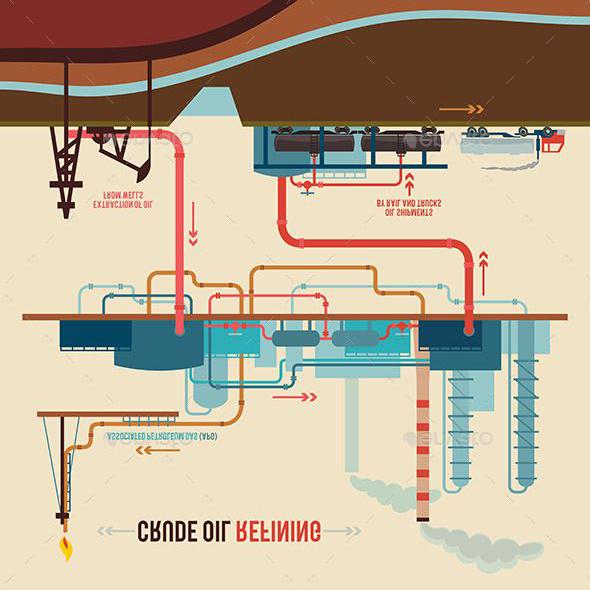 CRUDE OIL REFINING
ASSOCIATED PETROLEUM GAS (APG)
EXTRACTION OF OIL
FROM WELLS
OIL SHIPMENTS
BY RAIL AND TRUCKS